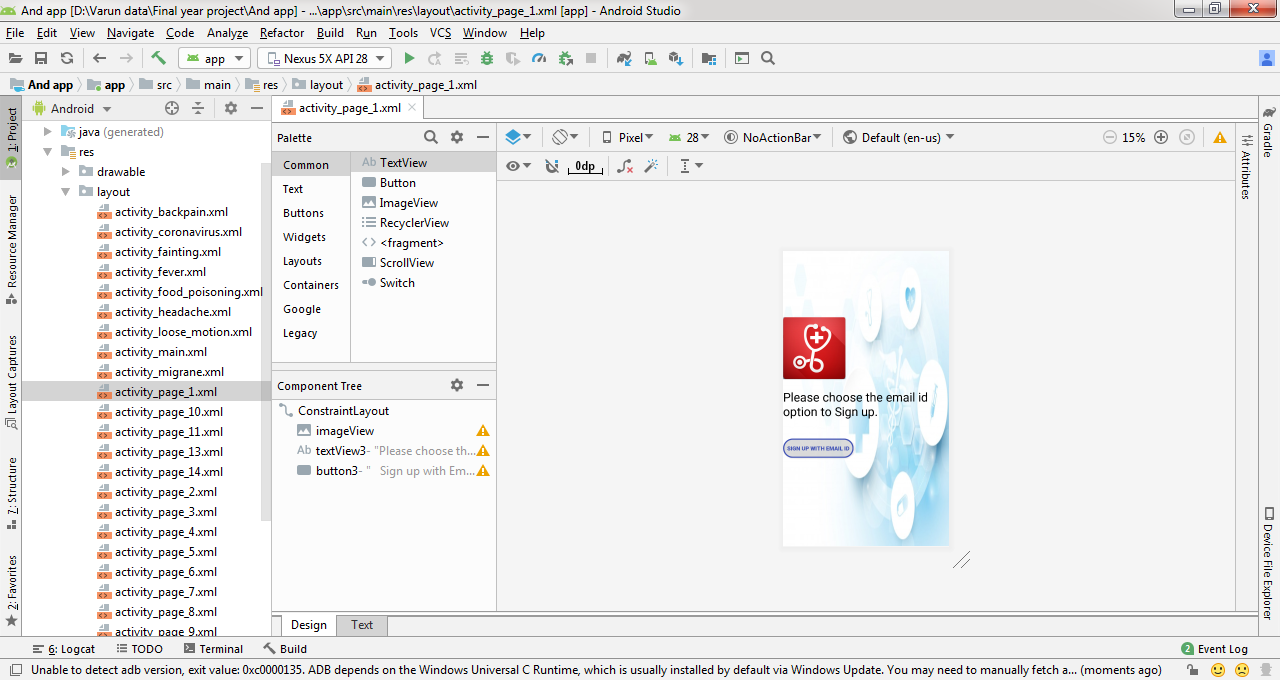 And app [D:\Varun data\Final year project\And app] - ...\app\src\main\res\layout\activity_page_1.xml [app] - Android Studio
File Edit View Navigate Code Analyze Refactor Build Run Tools VCS Window Help
app Nexus 5X API 28
And app app src main res layout activity_page_1.xml
1: Project
Resource Manager
Layout Captures
7: Structure
2: Favorites
Android
java (generated)
res
drawable
layout
activity_backpain.xml
activity_coronavirus.xml
activity_fainting.xml
activity_fever.xml
activity_food_poisoning.xml
activity_headache.xml
activity_loose_motion.xml
activity_main.xml
activity_migrane.xml
activity_page_1.xml
activity_page_10.xml
activity_page_11.xml
activity_page_13.xml
activity_page_14.xml
activity_page_2.xml
activity_page_3.xml
activity_page_4.xml
activity_page_5.xml
activity_page_6.xml
activity_page_7.xml
activity_page_8.xml
activity_page_9.xml
activity_page_1.xml
Palette
Common
Text
Buttons
Widgets
Layouts
Containers
Google
Legacy
Ab TextView
Button
ImageView
RecyclerView
<fragment>
ScrollView
Switch
Component Tree
ConstraintLayout
imageView
Ab textView3- "Please choose th...
button3- " Sign up with Em...
Pixel 28 NoActionBar Default (en-us) 15%
0dp
Please choose the email id
option to Sign up.
SIGN UP WITH EMAIL ID
Design Text
Gradle
Attributes
Device File Explorer
6: Logcat TODO Terminal Build 2 Event Log
Unable to detect adb version, exit value: 0xc0000135. ADB depends on the Windows Universal C Runtime, which is usually installed by default via Windows Update. You may need to manually fetch a... (moments ago)